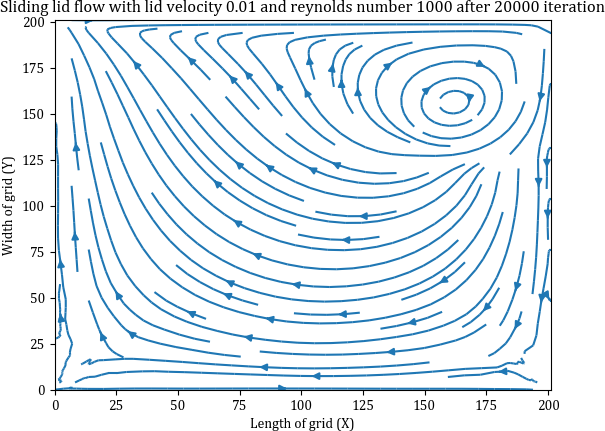 Sliding lid flow with lid velocity 0.01 and reynolds number 1000 after 20000 iteration
200
175
150
125
100
75
50
25
0
Width of grid (Y)
0 25 50 75 100 125 150 175 200
Length of grid (X)